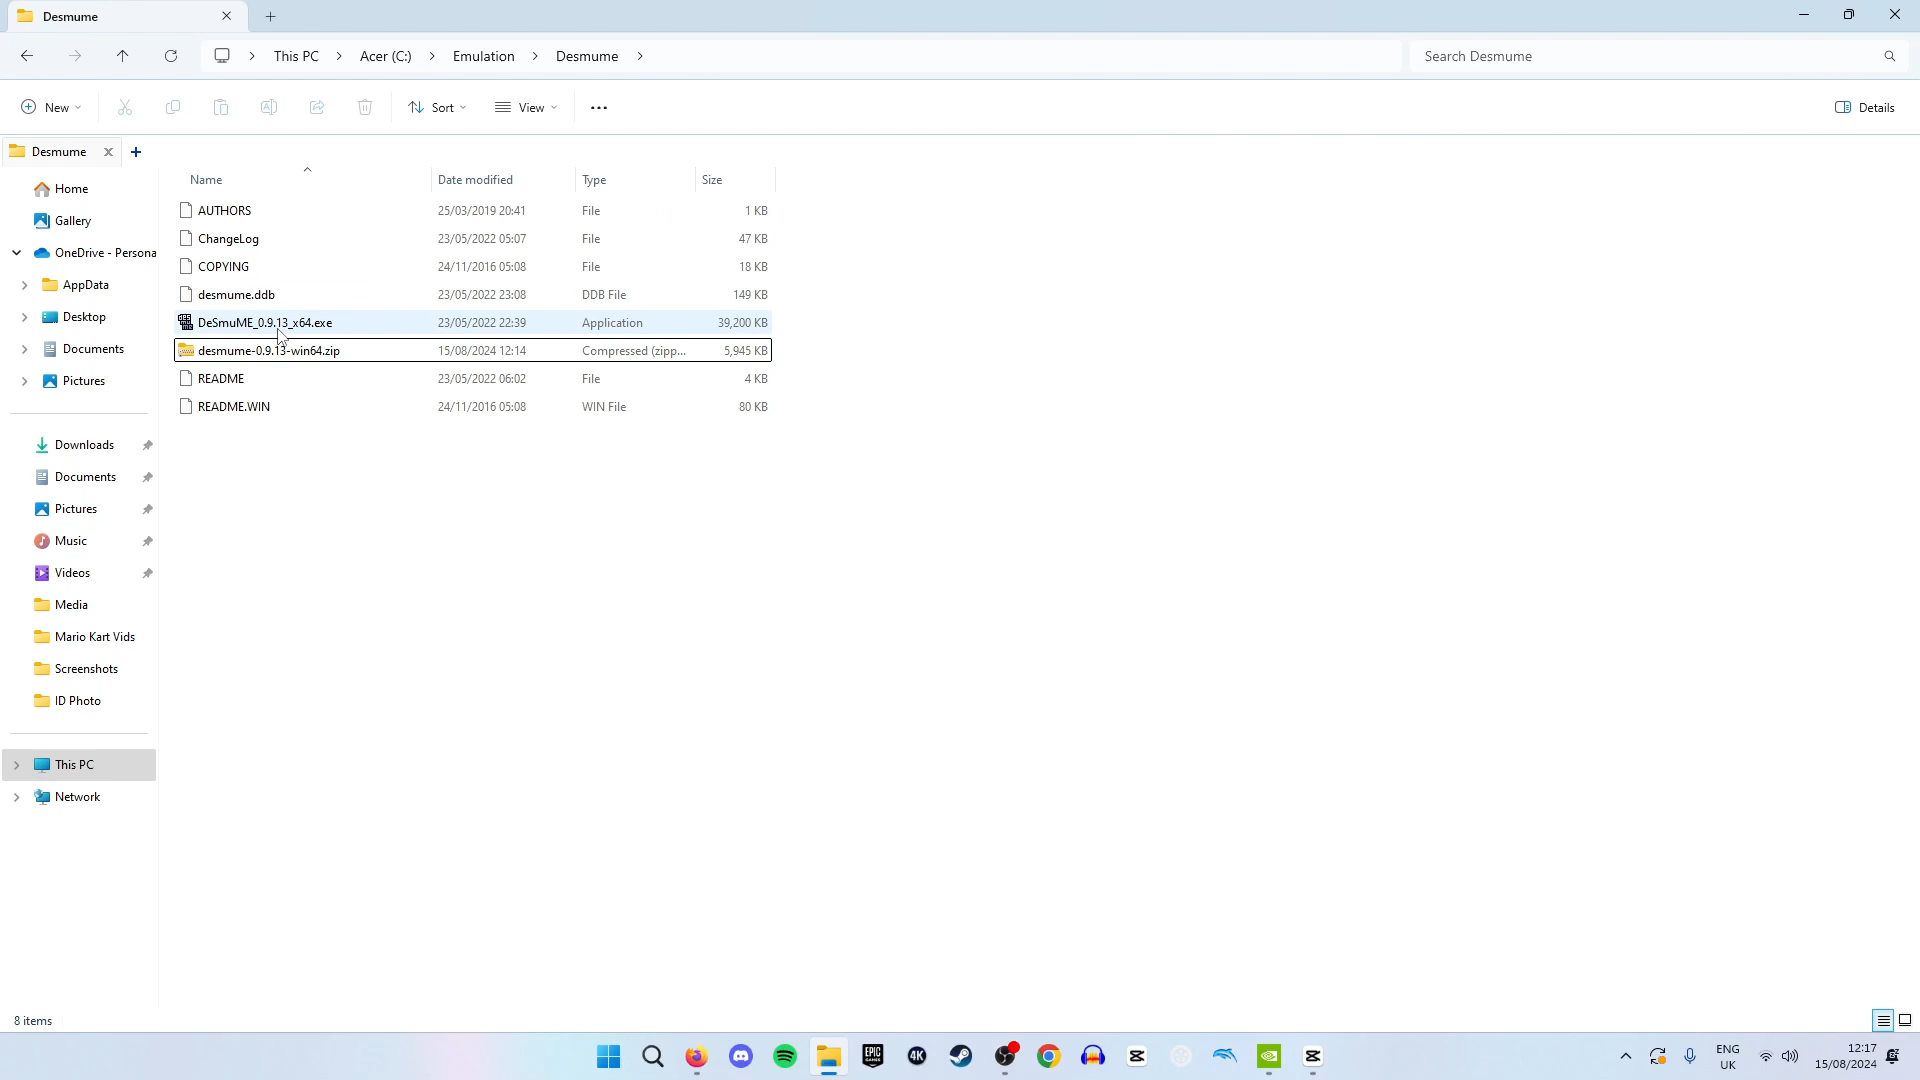 Desmume
This PC
Acer (C:)
Emulation
Desmume
Search Desmume
New
Sort
View
Details
Desmume
Home
Gallery
OneDrive - Persona
AppData
Desktop
Documents
Pictures
Downloads
Documents
Pictures
Music
Videos
Media
Mario Kart Vids
Screenshots
ID Photo
This PC
Network
Name Date modified Type Size
AUTHORS 25/03/2019 20:41 File 1 KB
ChangeLog 23/05/2022 05:07 File 47 KB
COPYING 24/11/2016 05:08 File 18 KB
desmume.ddb 23/05/2022 23:08 DDB File 149 KB
DeSmuME_0.9.13_x64.exe 23/05/2022 22:39 Application 39,200 KB
desmume-0.9.13-win64.zip 15/08/2024 12:14 Compressed (zipp... 5,945 KB
README 23/05/2022 06:02 File 4 KB
README.WIN 24/11/2016 05:08 WIN File 80 KB
8 items
EPIC GAMES
4K
ENG
UK
12:17
15/08/2024